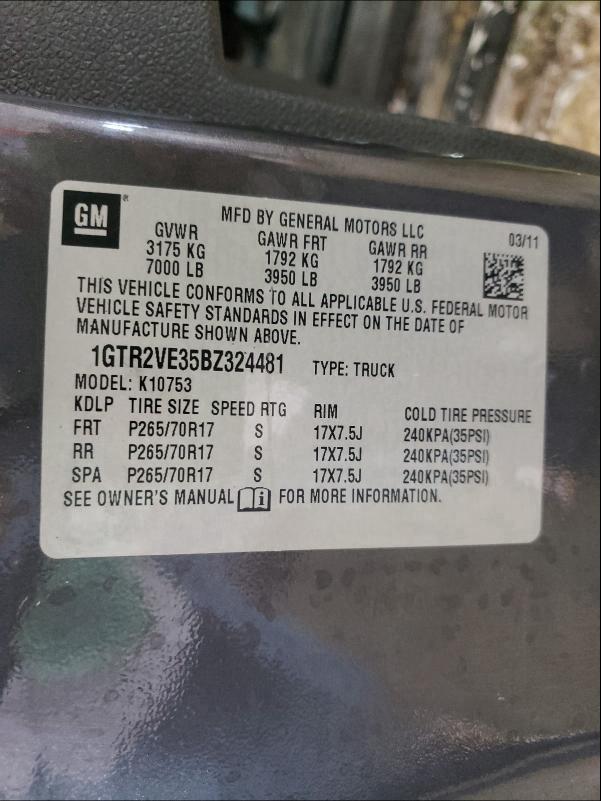 GM®
MFD BY GENERAL MOTORS LLC
03/11
GVWR GAWR FRT GAWR RR
3175 KG 1792 KG 1792 KG
7000 LB 3950 LB 3950 LB
THIS VEHICLE CONFORMS TO ALL APPLICABLE U.S. FEDERAL MOTOR
VEHICLE SAFETY STANDARDS IN EFFECT ON THE DATE OF
MANUFACTURE SHOWN ABOVE.
1GTR2VE35BZ324481 TYPE: TRUCK
MODEL: K10753
KDLP TIRE SIZE SPEED RTG RIM COLD TIRE PRESSURE
FRT P265/70R17 S 17X7.5J 240KPA(35PSI)
RR P265/70R17 S 17X7.5J 240KPA(35PSI)
SPA P265/70R17 S 17X7.5J 240KPA(35PSI)
SEE OWNER'S MANUAL i FOR MORE INFORMATION.